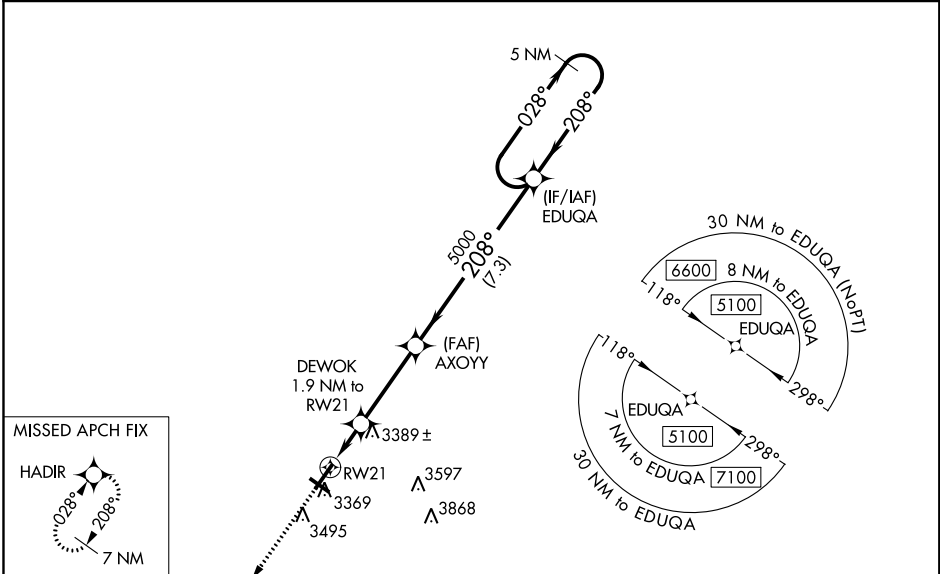 5 NM
028°
208°
(IF/IAF)
EDUQA
5000
208°
(7.3)
(FAF)
AXOYY
DEWOK
1.9 NM to
RW21
3389 ±
RW21
3369
3495
3597
3868
MISSED APCH FIX
HADIR
028°
208°
7 NM
30 NM to EDUQA (NoPT)
6600
8 NM to EDUQA
118°
5100
EDUQA
298°
118°
EDUQA
5100
298°
7 NM to EDUQA
7100
30 NM to EDUQA